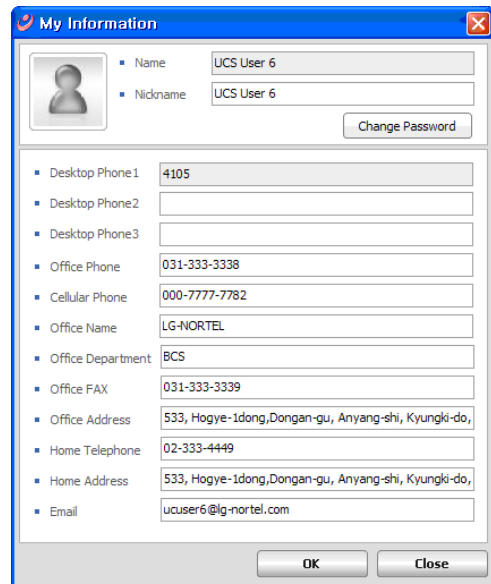 My Information
Name UCS User 6
Nickname UCS User 6
Change Password
Desktop Phone1 4105
Desktop Phone2
Desktop Phone3
Office Phone 031-333-3338
Cellular Phone 000-7777-7782
Office Name LG-NORTEL
Office Department BCS
Office FAX 031-333-3339
Office Address 533, Hogye-1dong,Dongan-gu, Anyang-shi, Kyungki-do,
Home Telephone 02-333-4449
Home Address 533, Hogye-1dong,Dongan-gu, Anyang-shi, Kyungki-do,
Email ucuser6@lg-nortel.com
OK Close